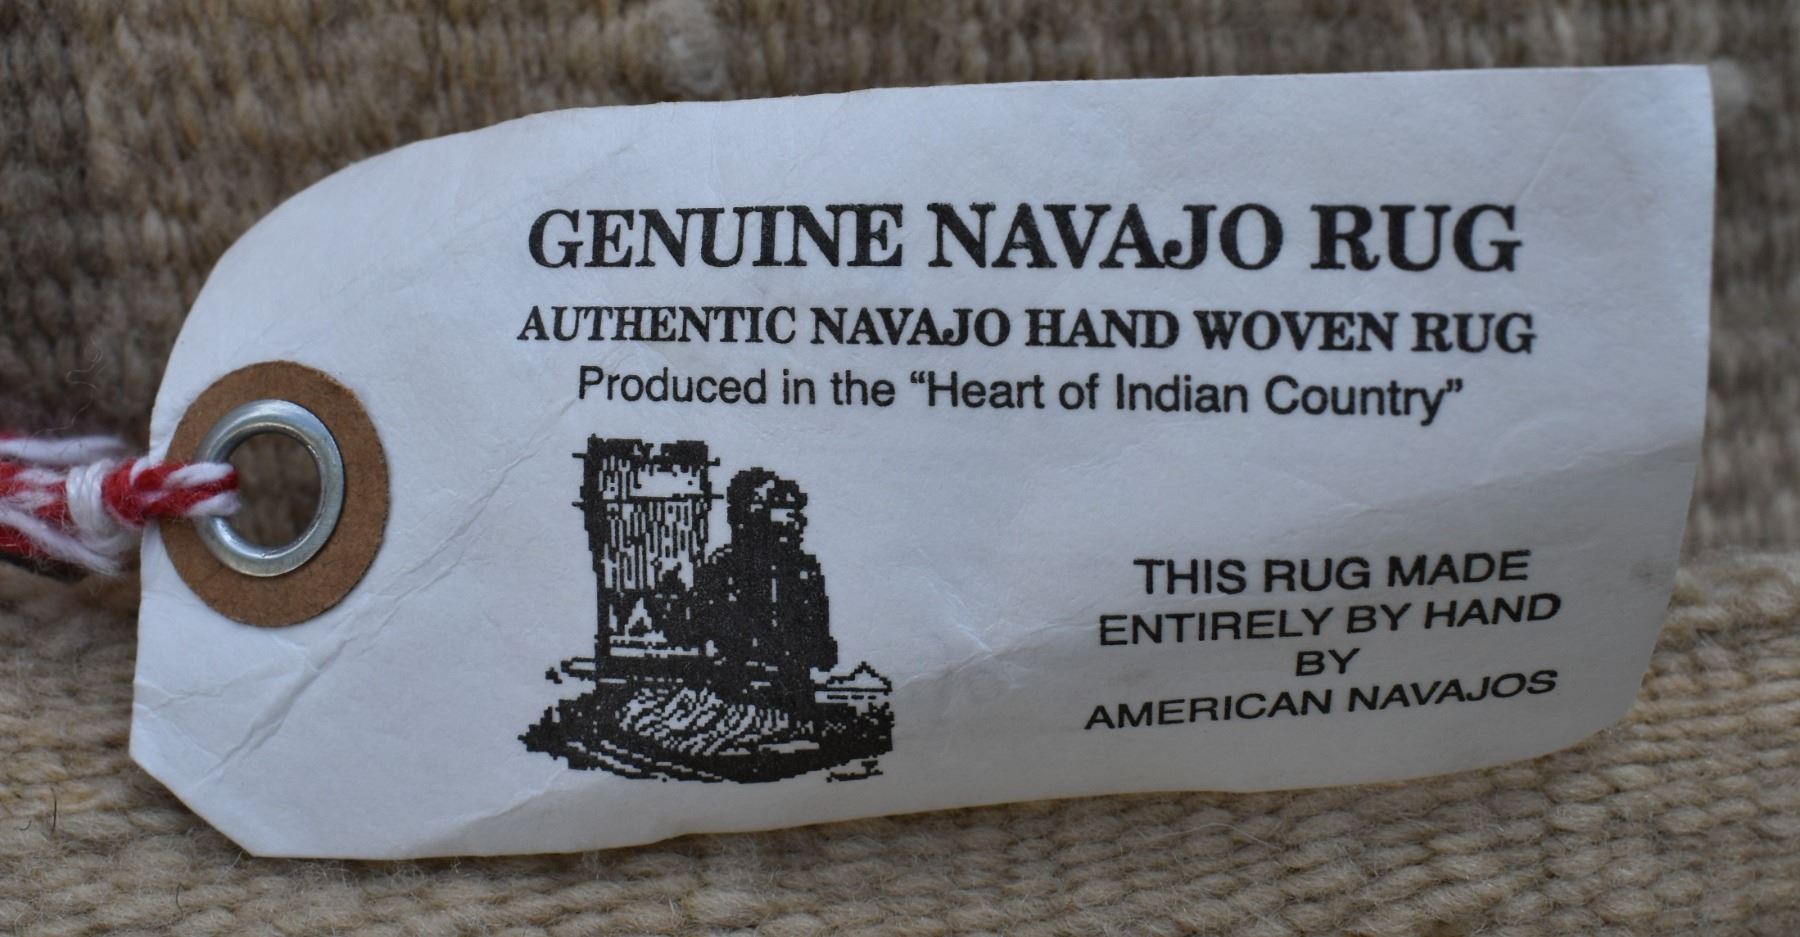 GENUINE NAVAJO RUG
AUTHENTIC NAVAJO HAND WOVEN RUG
Produced in the “Heart of Indian Country”
THIS RUG MADE
ENTIRELY BY HAND
BY
AMERICAN NAVAJOS